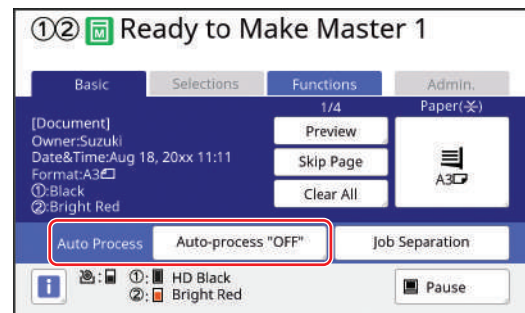 ①② M Ready to Make Master 1
Basic Selections Functions Admin.
1/4 Paper(
[Document]
Owner:Suzuki
Date&Time:Aug 18, 20xx 11:11
Format:A3
①:Black
②:Bright Red
Preview
Skip Page
Clear All
A3
Auto Process Auto-process "OFF" Job Separation
i ①: HD Black
②: Bright Red
Pause